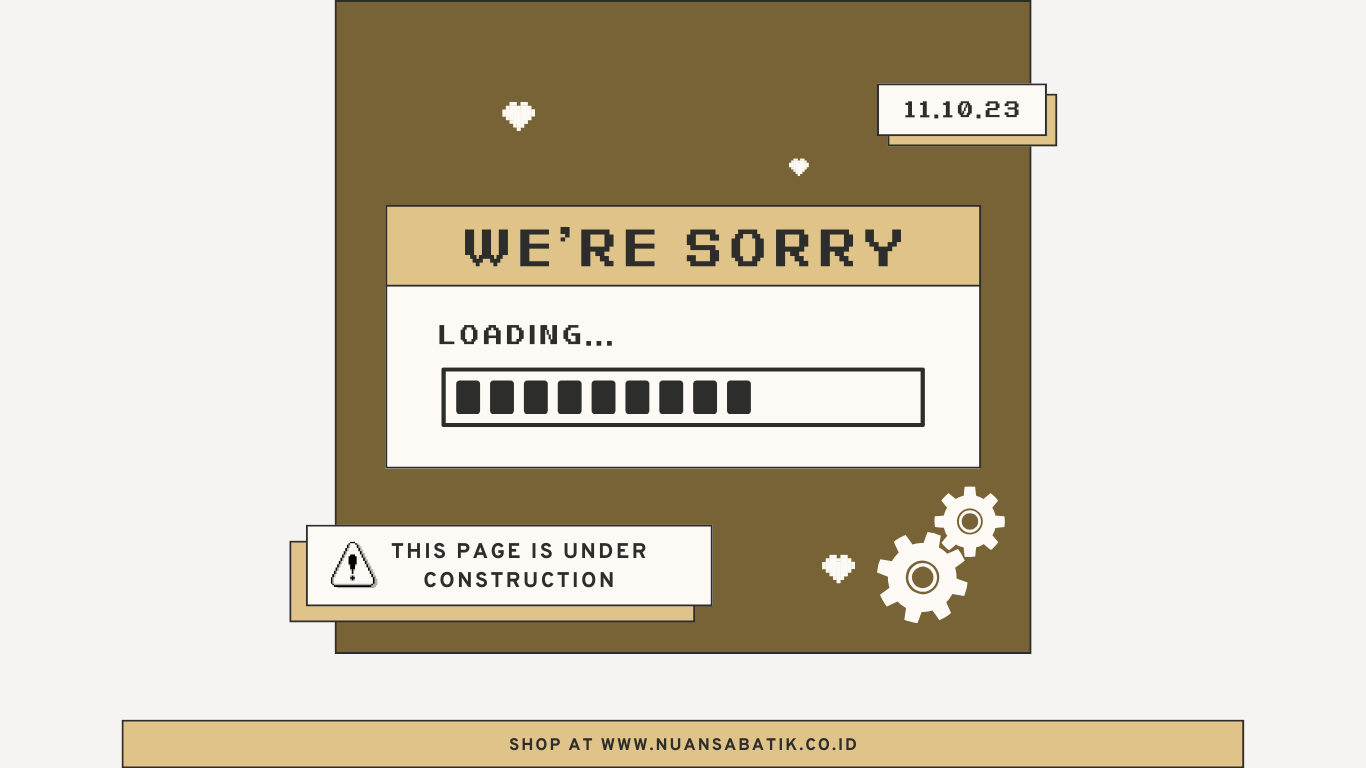 11.10.23
WE'RE SORRY
LOADING...
THIS PAGE IS UNDER
CONSTRUCTION
SHOP AT WWW.NUANSABATIK.CO.ID